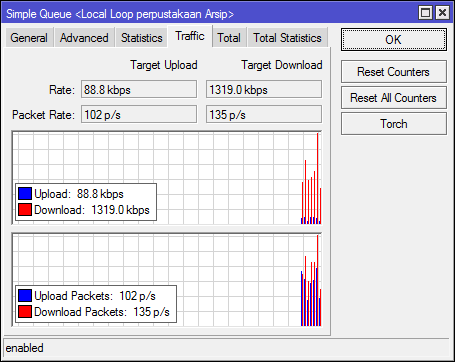 Simple Queue <Local Loop perpustakaan Arsip>
General Advanced Statistics Traffic Total Total Statistics
OK
Reset Counters
Reset All Counters
Torch
Target Upload Target Download
Rate: 88.8 kbps 1319.0 kbps
Packet Rate: 102 p/s 135 p/s
Upload: 88.8 kbps
Download: 1319.0 kbps
Upload Packets: 102 p/s
Download Packets: 135 p/s
enabled